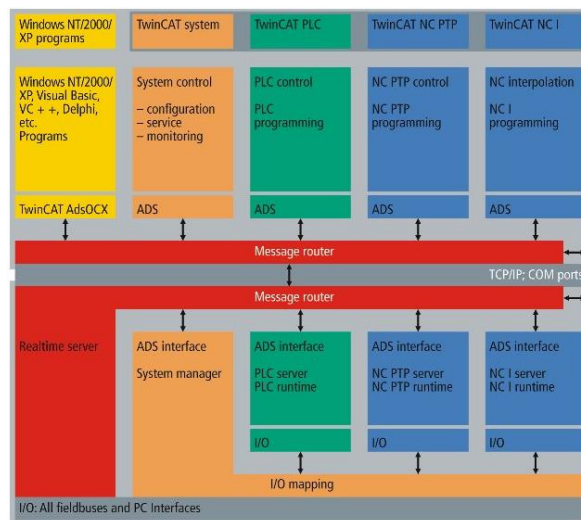 Windows NT/2000/
XP programs
TwinCAT system
TwinCAT PLC
TwinCAT NC PTP
TwinCAT NC I
Windows NT/2000/
XP, Visual Basic,
VC + +, Delphi,
etc.
Programs
System control
– configuration
– service
– monitoring
PLC control
PLC
programming
NC PTP control
NC PTP
programming
NC interpolation
NC I
programming
TwinCAT AdsOCX
ADS
ADS
ADS
ADS
Message router
TCP/IP; COM ports
Message router
Realtime server
ADS interface
System manager
ADS interface
PLC server
PLC runtime
ADS interface
NC PTP server
NC PTP runtime
ADS interface
NC I server
NC I runtime
I/O
I/O
I/O
I/O mapping
I/O: All fieldbuses and PC Interfaces